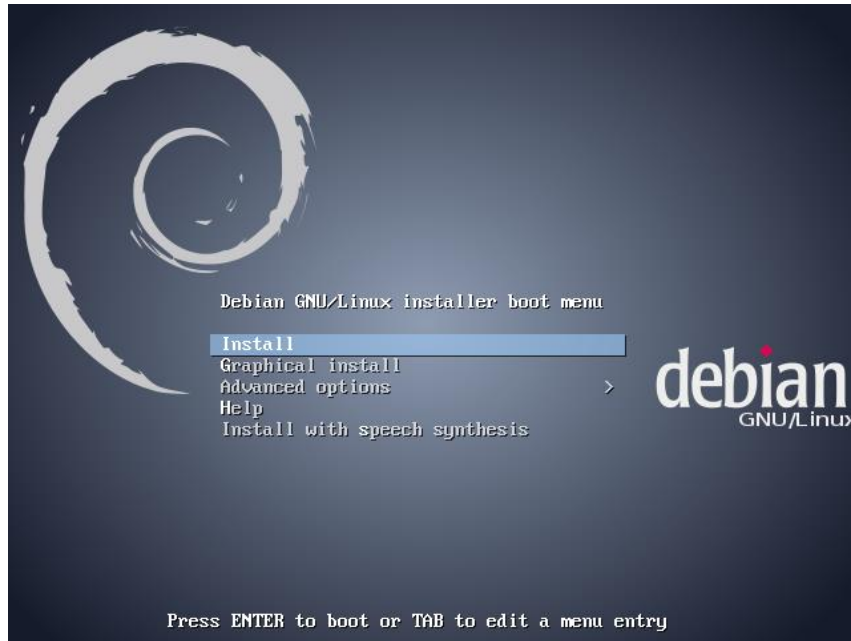 Debian GNU/Linux installer boot menu
Install
Graphical install
Advanced options >
Help
Install with speech synthesis
debian
GNU/Linux
Press ENTER to boot or TAB to edit a menu entry